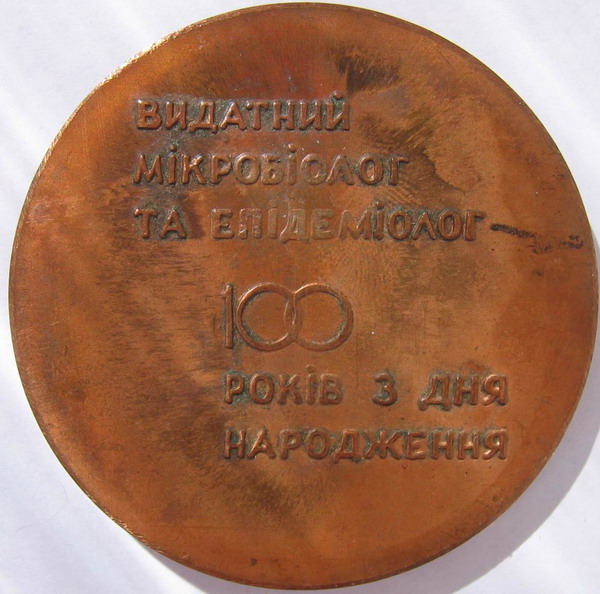 ВИДАТНИЙ
МІКРОБІОЛОГ
ТА ЕПІДЕМІОЛОГ
100
РОКІВ З ДНЯ
НАРОДЖЕННЯ